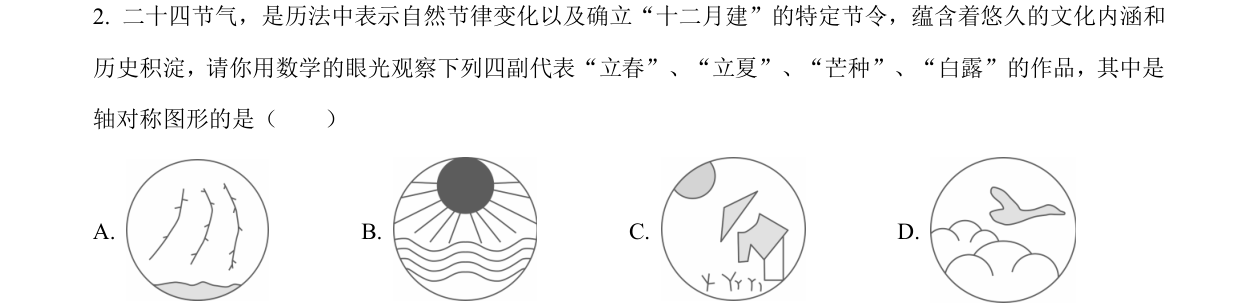 2. 二十四节气，是历法中表示自然节律变化以及确立“十二月建”的特定节令，蕴含着悠久的文化内涵和
历史积淀，请你用数学的眼光观察下列四副代表“立春”、“立夏”、“芒种”、“白露”的作品，其中是
轴对称图形的是（　　）
A. B. C. D.